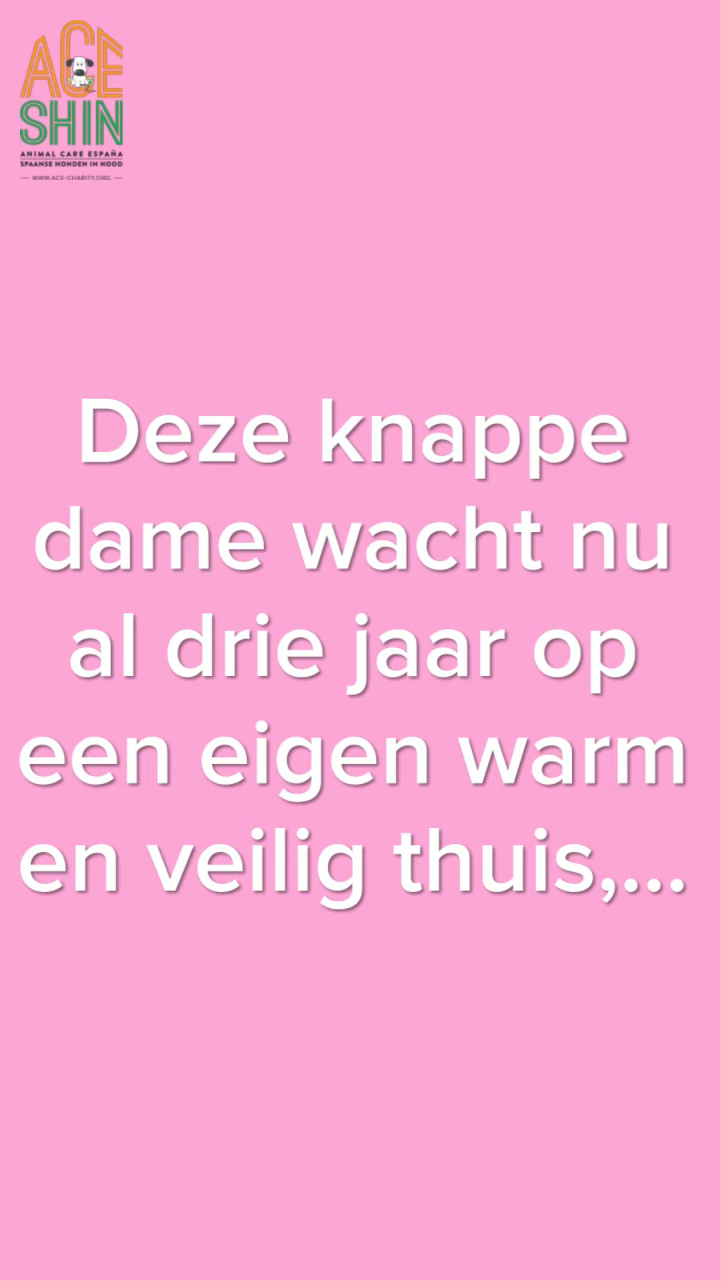 ACE
SHIN
ANIMAL CARE ESPAÑA
SPAANSE HONDEN IN NOOD
— WWW.ACE-CHARITY.ORG —
Deze knappe
dame wacht nu
al drie jaar op
een eigen warm
en veilig thuis,...